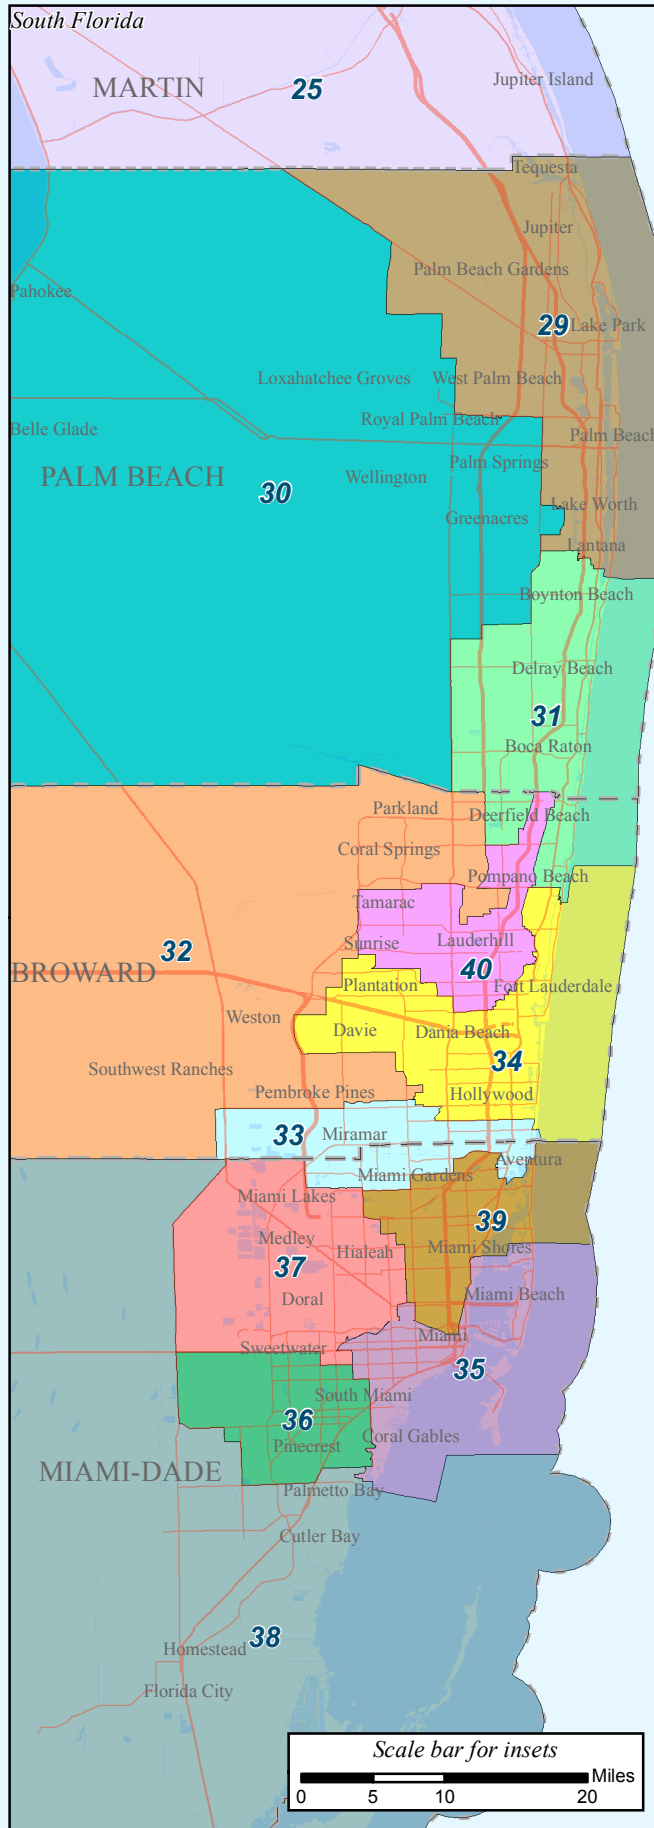 South Florida
Jupiter Island
MARTIN
25
Tequesta
Jupiter
Palm Beach Gardens
Pahokee
29
Lake Park
Loxahatchee Groves
West Palm Beach
Royal Palm Beach
Belle Glade
Palm Beach
Palm Springs
PALM BEACH
Wellington
30
Lake Worth
Greenacres
Lantana
Boynton Beach
Delray Beach
31
Boca Raton
Parkland
Deerfield Beach
Coral Springs
Pompano Beach
Tamarac
Sunrise
Lauderhill
32
40
BROWARD
Plantation
Fort Lauderdale
Weston
Davie
Dania Beach
34
Southwest Ranches
Pembroke Pines
Hollywood
33
Miramar
Aventura
Miami Gardens
Miami Lakes
39
Medley
Hialeah
Miami Shores
37
Doral
Miami Beach
Miami
Sweetwater
35
South Miami
36
Coral Gables
Pinecrest
MIAMI-DADE
Palmetto Bay
Cutler Bay
38
Homestead
Florida City
Scale bar for insets
Miles
0 5 10 20